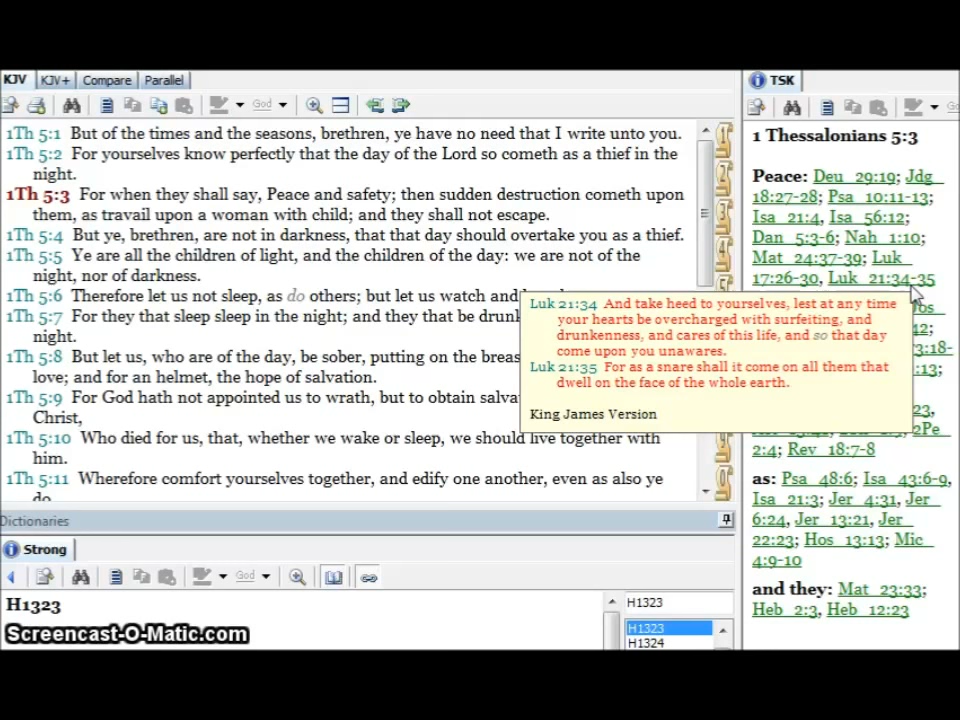 KJV KJV+ Compare Parallel
God
1Th 5:1 But of the times and the seasons, brethren, ye have no need that I write unto you.
1Th 5:2 For yourselves know perfectly that the day of the Lord so cometh as a thief in the
night.
1Th 5:3 For when they shall say, Peace and safety; then sudden destruction cometh upon
them, as travail upon a woman with child; and they shall not escape.
1Th 5:4 But ye, brethren, are not in darkness, that that day should overtake you as a thief.
1Th 5:5 Ye are all the children of light, and the children of the day: we are not of the
night, nor of darkness.
1Th 5:6 Therefore let us not sleep, as do others; but let us watch and
1Th 5:7 For they that sleep sleep in the night; and they that be
night.
1Th 5:8 But let us, who are of the day, be sober, putting on the
love; and for an helmet, the hope of salvation.
1Th 5:9 For God hath not appointed us to wrath, but to obtain
Christ,
1Th 5:10 Who died for us, that, whether we wake or sleep, we should live together with
him.
1Th 5:11 Wherefore comfort yourselves together, and edify one another, even as also ye
do.
Luk 21:34 And take heed to yourselves, lest at any time
your hearts be overcharged with surfeiting, and
drunkenness, and cares of this life, and so that day
come upon you unawares.
Luk 21:35 For as a snare shall it come on all them that
dwell on the face of the whole earth.
King James Version
TSK
1 Thessalonians 5:3
Peace: Deu 29:19; Jdg
18:27-28; Psa 10:11-13;
Isa 21:4, Isa 56:12;
Dan 5:3-6; Nah 1:10;
Mat 24:37-39; Luk
17:26-30, Luk 21:34-35
2Pe
2:4; Rev 18:7-8
as: Psa 48:6; Isa 43:6-9,
Isa 21:3; Jer 4:31, Jer
6:24, Jer 13:21, Jer
22:23; Hos 13:13; Mic
4:9-10
and they: Mat 23:33;
Heb 2:3, Heb 12:23
Dictionaries
Strong
God
H1323
H1323
H1323
H1324
Screencast-O-Matic.com